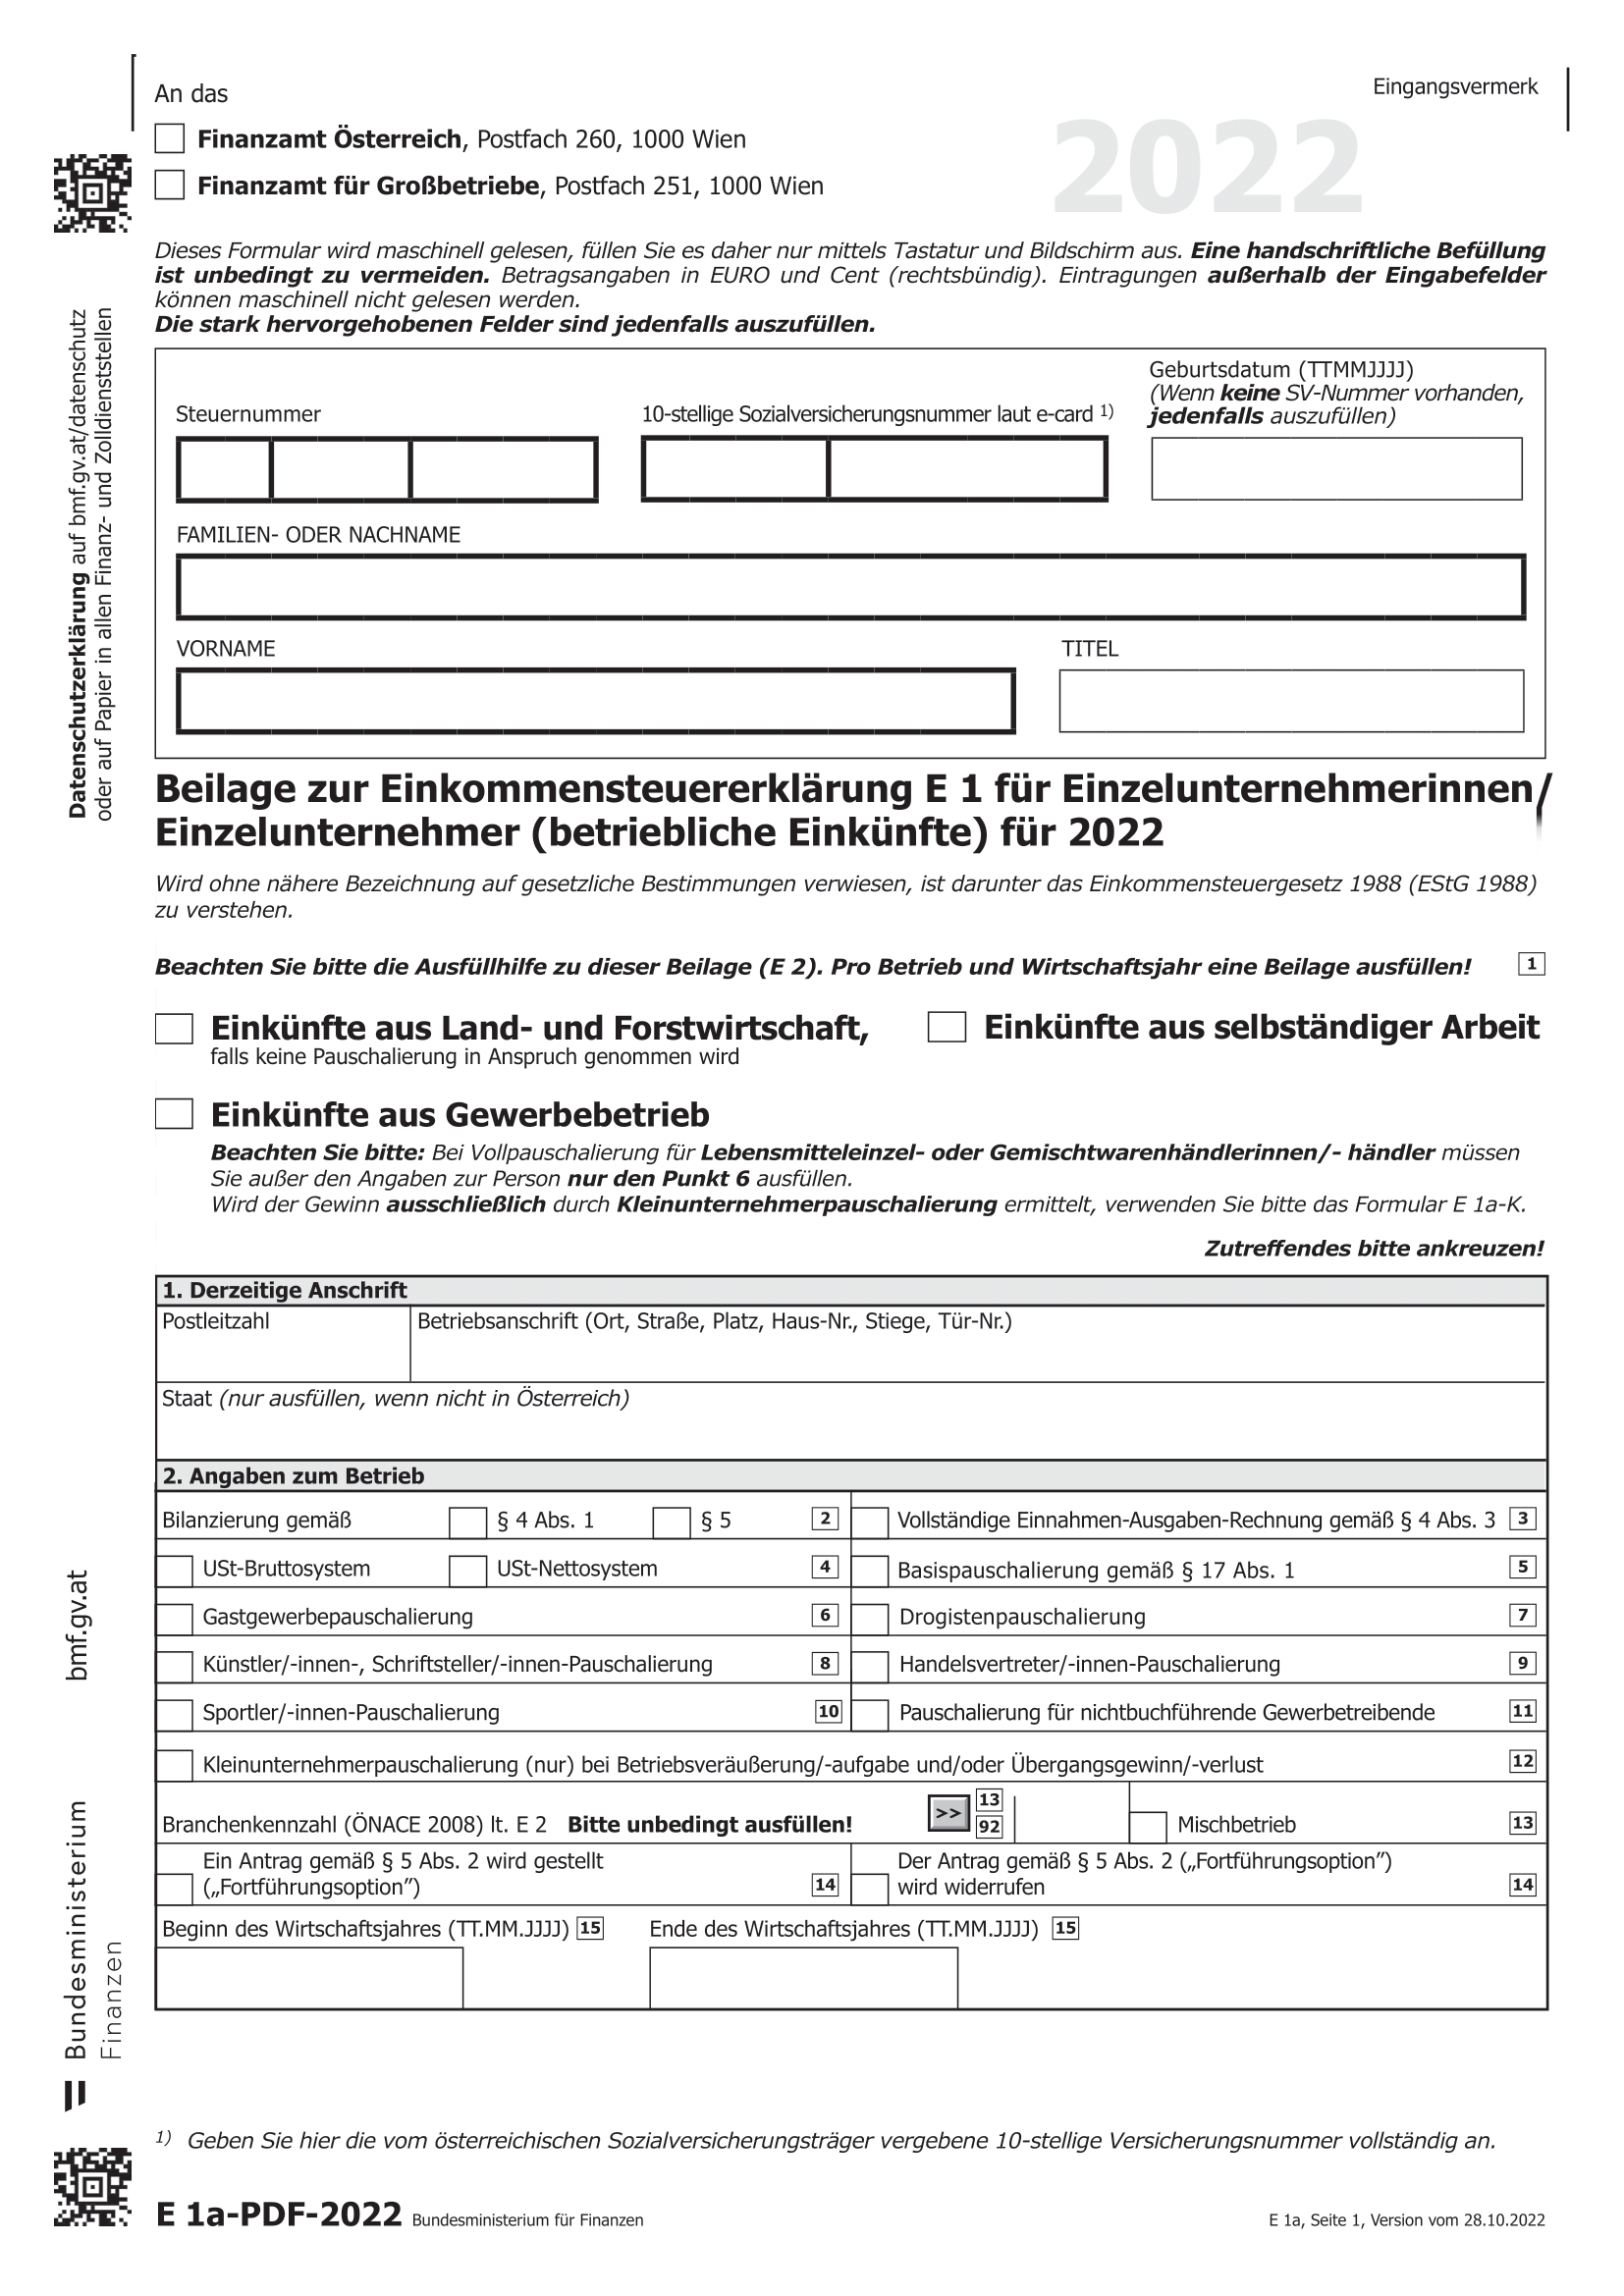 An das
Eingangsvermerk
Finanzamt Österreich, Postfach 260, 1000 Wien
Finanzamt für Großbetriebe, Postfach 251, 1000 Wien
2022
Dieses Formular wird maschinell gelesen, füllen Sie es daher nur mittels Tastatur und Bildschirm aus. Eine handschriftliche Befüllung
ist unbedingt zu vermeiden. Betragsangaben in EURO und Cent (rechtsbündig). Eintragungen außerhalb der Eingabefelder
können maschinell nicht gelesen werden.
Die stark hervorgehobenen Felder sind jedenfalls auszufüllen.
Datenschutzerklärung auf bmf.gv.at/datenschutz
oder auf Papier in allen Finanz- und Zolldienststellen
Steuernummer
10-stellige Sozialversicherungsnummer laut e-card 1)
Geburtsdatum (TTMMJJJJ)
(Wenn keine SV-Nummer vorhanden,
jedenfalls auszufüllen)
FAMILIEN- ODER NACHNAME
VORNAME
TITEL
Beilage zur Einkommensteuererklärung E 1 für Einzelunternehmerinnen/
Einzelunternehmer (betriebliche Einkünfte) für 2022
Wird ohne nähere Bezeichnung auf gesetzliche Bestimmungen verwiesen, ist darunter das Einkommensteuergesetz 1988 (EStG 1988)
zu verstehen.
Beachten Sie bitte die Ausfüllhilfe zu dieser Beilage (E 2). Pro Betrieb und Wirtschaftsjahr eine Beilage ausfüllen! 1
Einkünfte aus Land- und Forstwirtschaft,
falls keine Pauschalierung in Anspruch genommen wird
Einkünfte aus selbständiger Arbeit
Einkünfte aus Gewerbebetrieb
Beachten Sie bitte: Bei Vollpauschalierung für Lebensmitteleinzel- oder Gemischtwarenhändlerinnen/- händler müssen
Sie außer den Angaben zur Person nur den Punkt 6 ausfüllen.
Wird der Gewinn ausschließlich durch Kleinunternehmerpauschalierung ermittelt, verwenden Sie bitte das Formular E 1a-K.
Zutreffendes bitte ankreuzen!
1. Derzeitige Anschrift
Postleitzahl
Betriebsanschrift (Ort, Straße, Platz, Haus-Nr., Stiege, Tür-Nr.)
Staat (nur ausfüllen, wenn nicht in Österreich)
2. Angaben zum Betrieb
Bilanzierung gemäß § 4 Abs. 1 § 5 2
Vollständige Einnahmen-Ausgaben-Rechnung gemäß § 4 Abs. 3 3
USt-Bruttosystem USt-Nettosystem 4
Basispauschalierung gemäß § 17 Abs. 1 5
Gastgewerbepauschalierung 6
Drogistenpauschalierung 7
Künstler/-innen-, Schriftsteller/-innen-Pauschalierung 8
Handelsvertreter/-innen-Pauschalierung 9
Sportler/-innen-Pauschalierung 10
Pauschalierung für nichtbuchführende Gewerbetreibende 11
Kleinunternehmerpauschalierung (nur) bei Betriebsveräußerung/-aufgabe und/oder Übergangsgewinn/-verlust 12
Branchenkennzahl (ÖNACE 2008) lt. E 2 Bitte unbedingt ausfüllen! >> 13
92
Mischbetrieb 13
Ein Antrag gemäß § 5 Abs. 2 wird gestellt
(„Fortführungsoption”) 14
Der Antrag gemäß § 5 Abs. 2 („Fortführungsoption”)
wird widerrufen 14
Beginn des Wirtschaftsjahres (TT.MM.JJJJ) 15
Ende des Wirtschaftsjahres (TT.MM.JJJJ) 15
bmf.gv.at
Bundesministerium
Finanzen
1) Geben Sie hier die vom österreichischen Sozialversicherungsträger vergebene 10-stellige Versicherungsnummer vollständig an.
E 1a-PDF-2022 Bundesministerium für Finanzen
E 1a, Seite 1, Version vom 28.10.2022